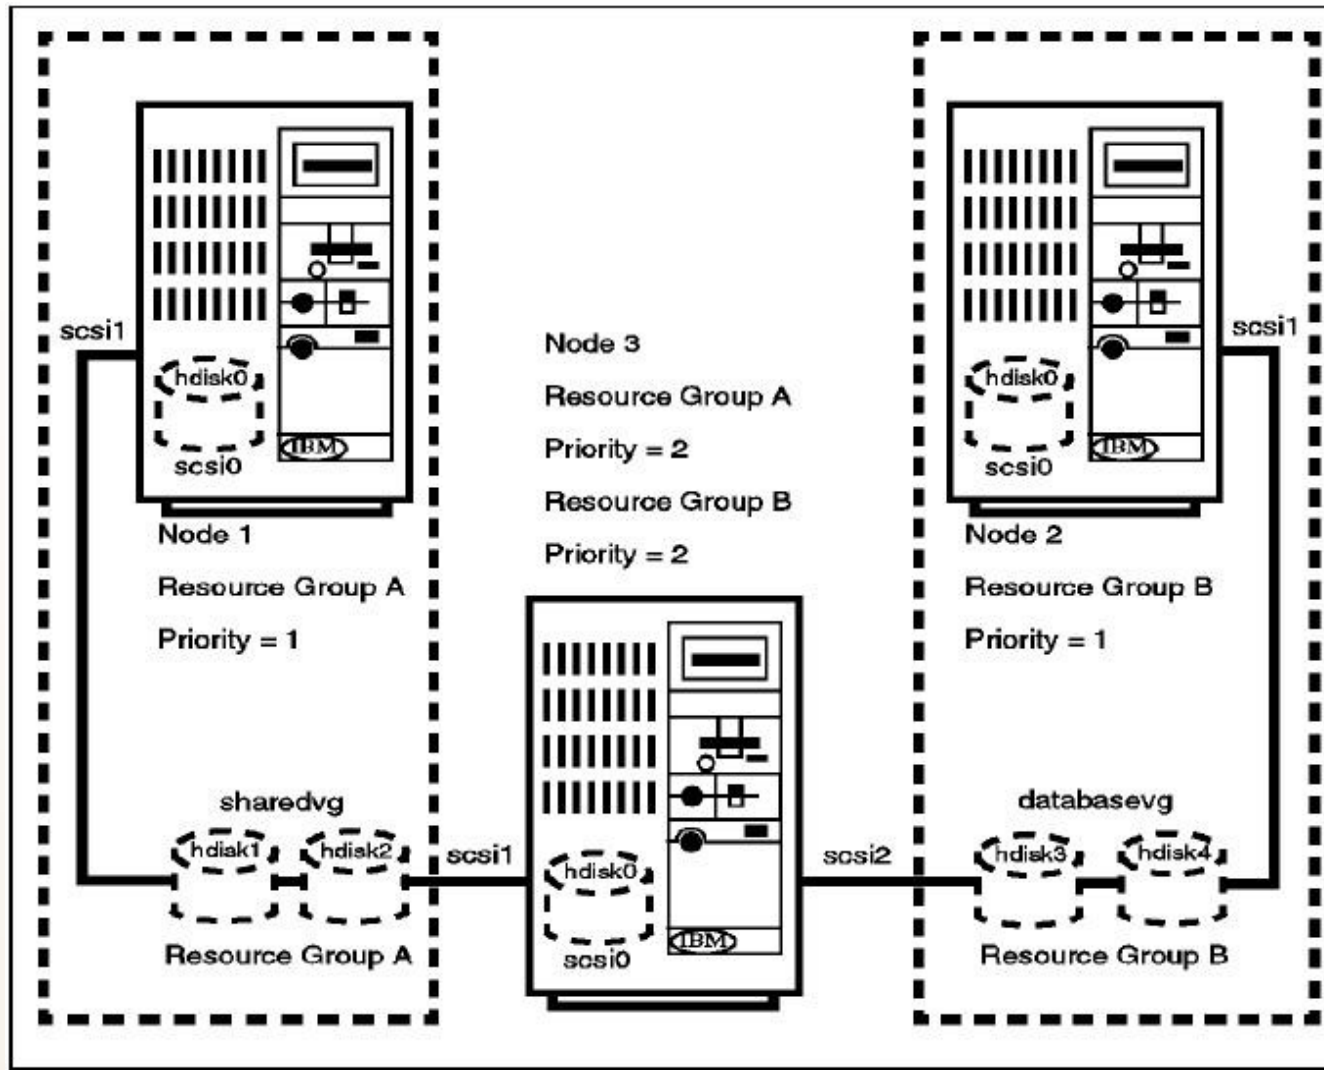 scsi1
hdisk0
scsi0
IBM
Node 1
Resource Group A
Priority = 1
sharedvg
hdisk1
hdisk2
Resource Group A
Node 3
Resource Group A
Priority = 2
Resource Group B
Priority = 2
scsi1
hdisk0
scsi0
IBM
scsi2
hdisk0
scsi0
IBM
scsi1
Node 2
Resource Group B
Priority = 1
databasevg
hdisk3
hdisk4
Resource Group B